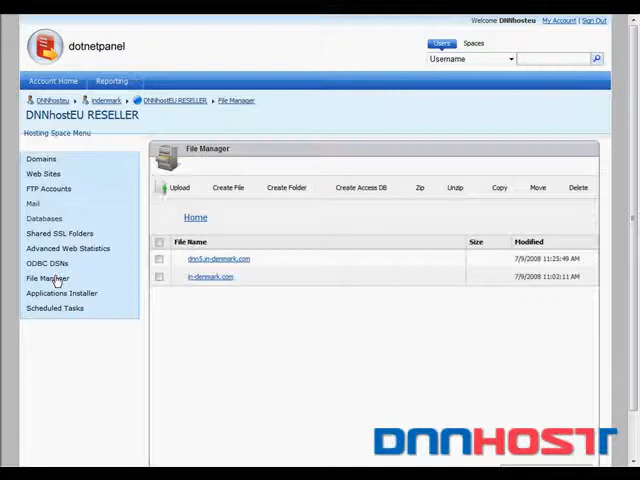 Welcome DNNhosteu My Account | Sign Out
dotnetpanel
Users Spaces
Username
Account Home Reporting
DNNhosteu indenmark DNNhostEU RESELLER File Manager
DNNhostEU RESELLER
Hosting Space Menu
Domains
Web Sites
FTP Accounts
Mail
Databases
Shared SSL Folders
Advanced Web Statistics
ODBC DSNs
File Manager
Applications Installer
Scheduled Tasks
File Manager
Upload Create File Create Folder Create Access DB Zip Unzip Copy Move Delete
Home
File Name Size Modified
dnn5.in-denmark.com 7/9/2008 11:25:49 AM
in-denmark.com 7/9/2008 11:02:11 AM
DNNHOST